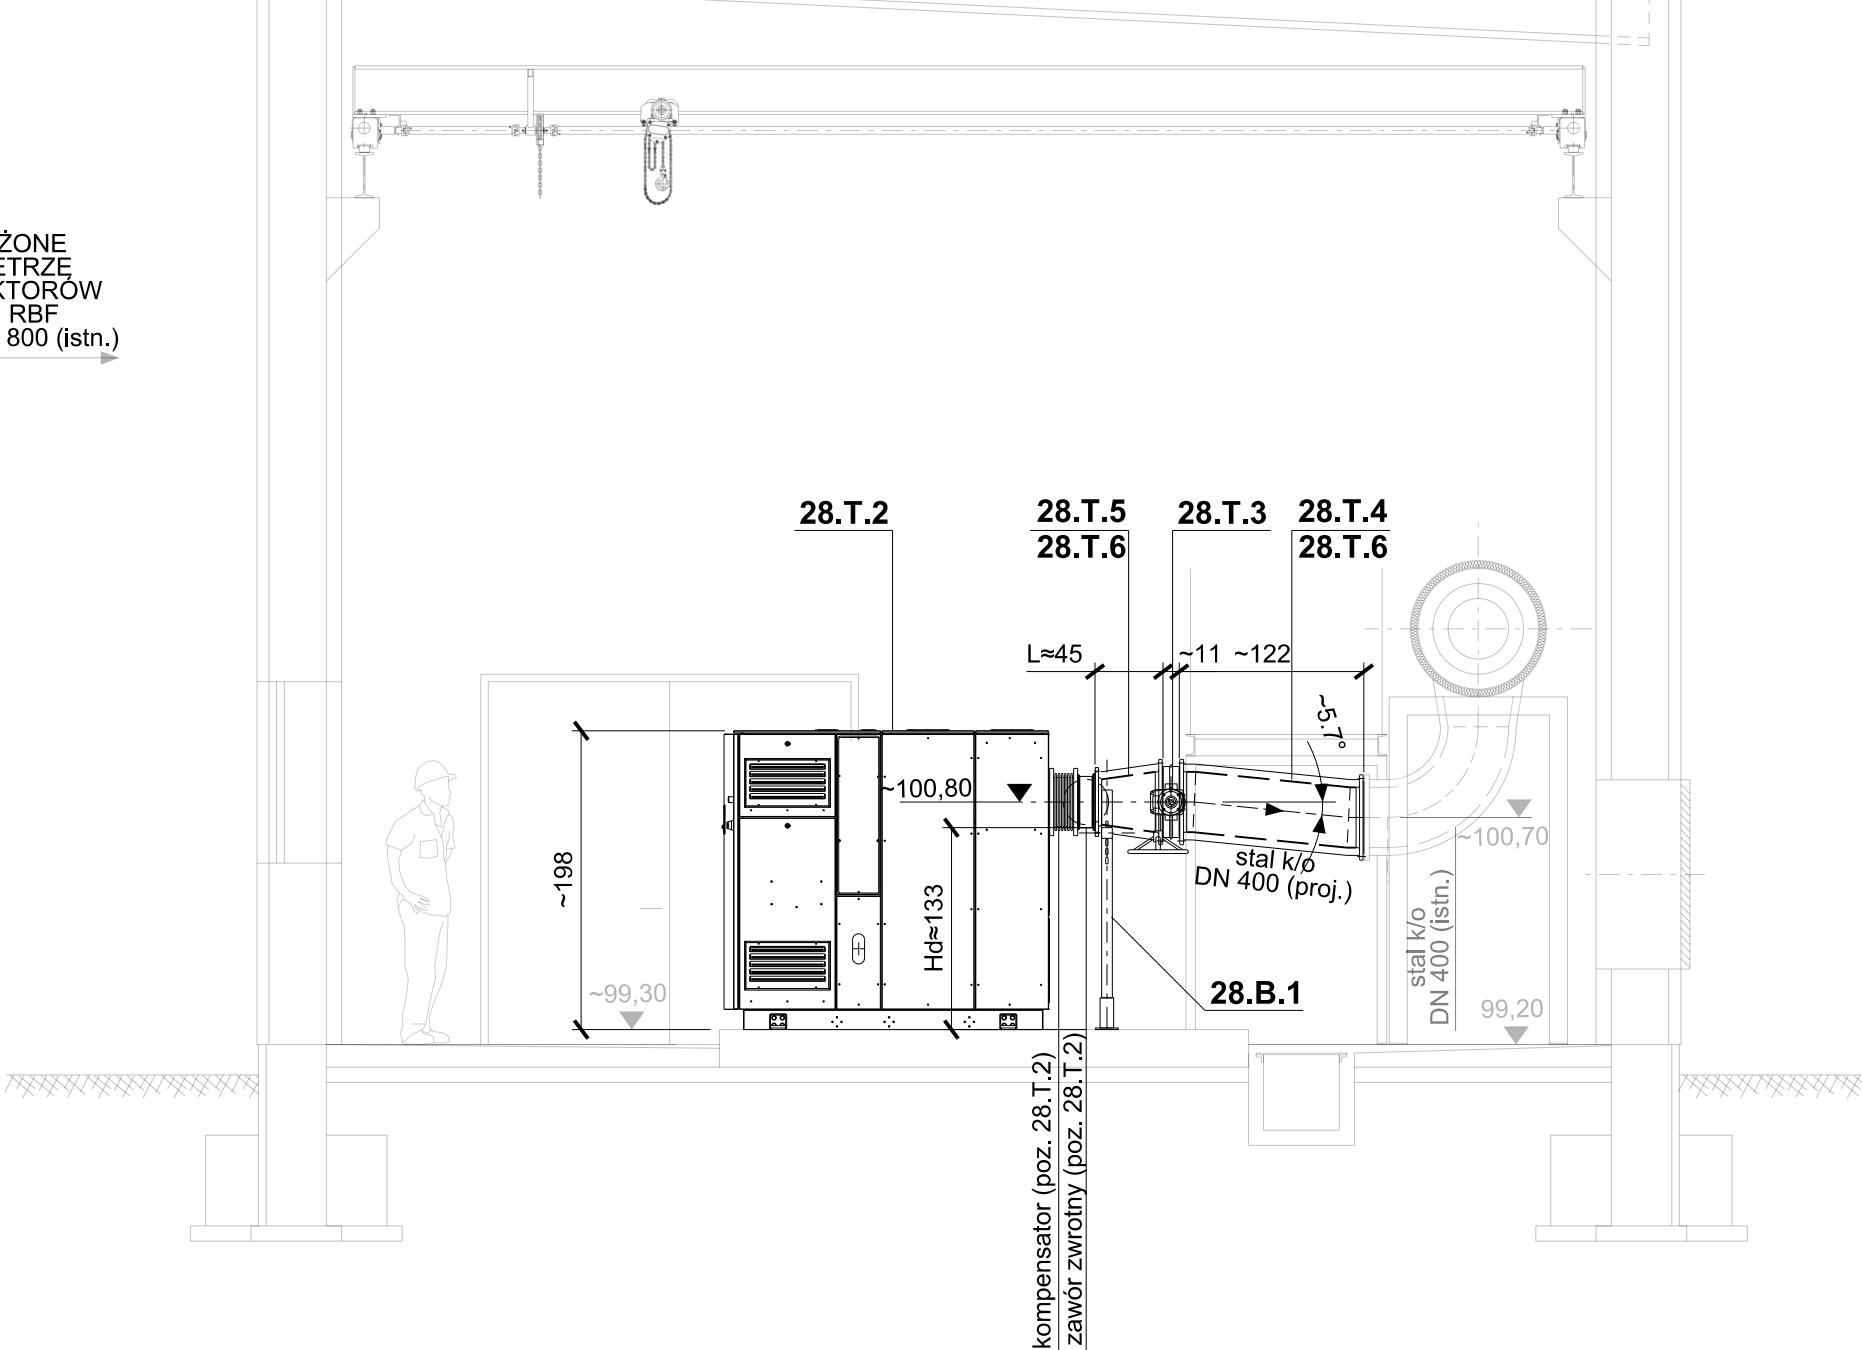 ŻONE
ETRZE
KTORÓW
RBF
800 (istn.)
28.T.2
28.T.5
28.T.6
28.T.3
28.T.4
28.T.6
L≈45
~11
~122
~5.7°
~100,80
~100,70
~198
Hd≈133
stal k/o
DN 400 (proj.)
stal k/o
DN 400 (istn.)
28.B.1
~99,30
99,20
kompensator (poz. 28.T.2)
zawór zwrotny (poz. 28.T.2)